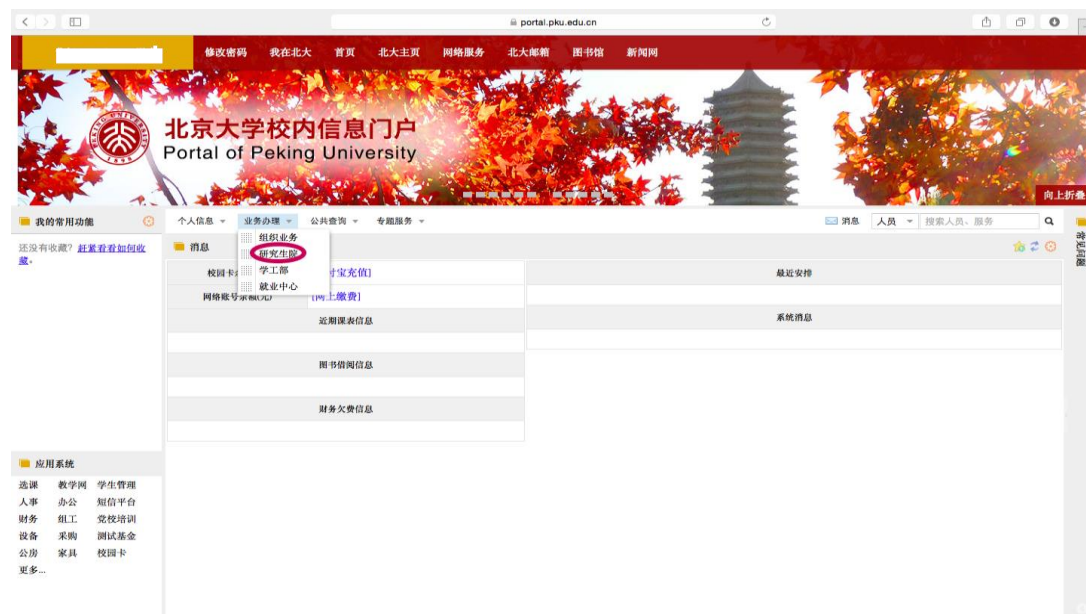 portal.pku.edu.cn
修改密码 我在北大 首页 北大主页 网络服务 北大邮箱 图书馆 新闻网
PEKING UNIVERSITY
1898
北京大学校内信息门户
Portal of Peking University
向上折叠
我的常用功能
个人信息 业务办理 公共查询 专题服务
消息 人员 搜索人员、服务
还没有收藏? 赶紧看看如何收
藏。
组织业务
研究生院
学工部
就业中心
消息
常见问题
校园卡 付宝充值]
最近安排
网络账号余额(元) [网上缴费]
近期课表信息
系统消息
图书借阅信息
财务欠费信息
应用系统
选课 教学网 学生管理
人事 办公 短信平台
财务 组工 党校培训
设备 采购 测试基金
公房 家具 校园卡
更多...